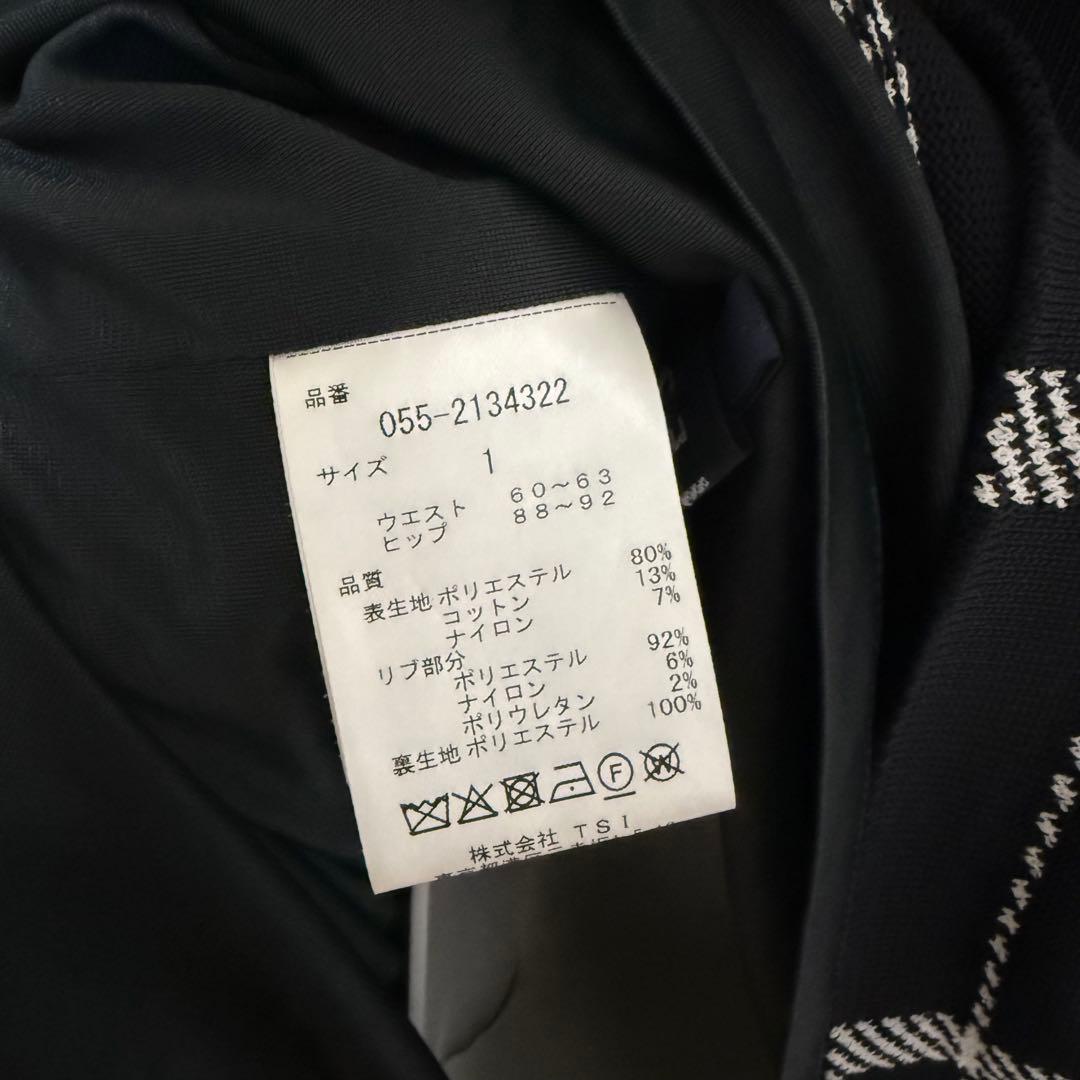 品番
055-2134322
サイズ 1
ウエスト 60～63
ヒップ 88～92
品質
表生地 ポリエステル 80%
コットン 13%
ナイロン 7%
リブ部分
ポリエステル 92%
ナイロン 6%
ポリウレタン 2%
裏生地 ポリエステル 100%
F W
株式会社 TSI